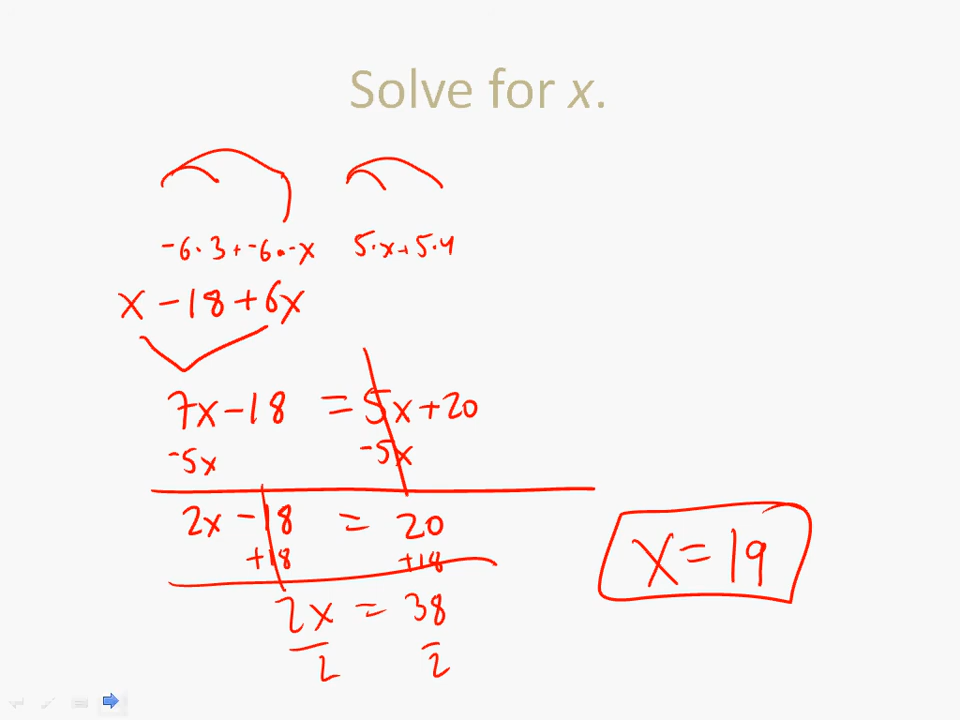 Solve for x.
-6·3+-6·-x 5·x+5·4
x-18+6x
7x-18 = 5x+20
-5x -5x
2x-18 = 20
+18 +18
2x = 38
2 2
x=19